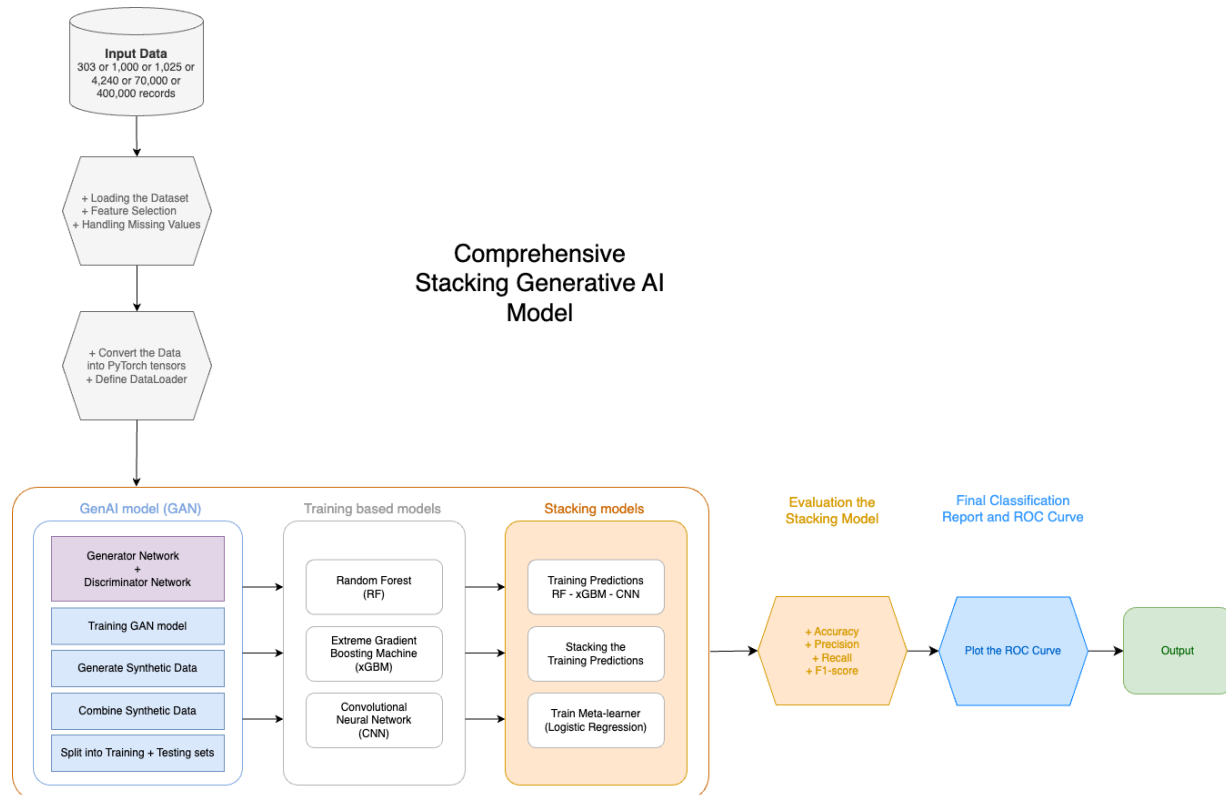 Input Data
303 or 1,000 or 1,025 or
4,240 or 70,000 or
400,000 records
+ Loading the Dataset
+ Feature Selection
+ Handling Missing Values
Comprehensive
Stacking Generative AI
Model
+ Convert the Data
into PyTorch tensors
+ Define DataLoader
GenAI model (GAN)
Generator Network
+
Discriminator Network
Training GAN model
Generate Synthetic Data
Combine Synthetic Data
Split into Training + Testing sets
Training based models
Random Forest
(RF)
Extreme Gradient
Boosting Machine
(xGBM)
Convolutional
Neural Network
(CNN)
Stacking models
Training Predictions
RF - xGBM - CNN
Stacking the
Training Predictions
Train Meta-learner
(Logistic Regression)
Evaluation the
Stacking Model
+ Accuracy
+ Precision
+ Recall
+ F1-score
Final Classification
Report and ROC Curve
Plot the ROC Curve
Output